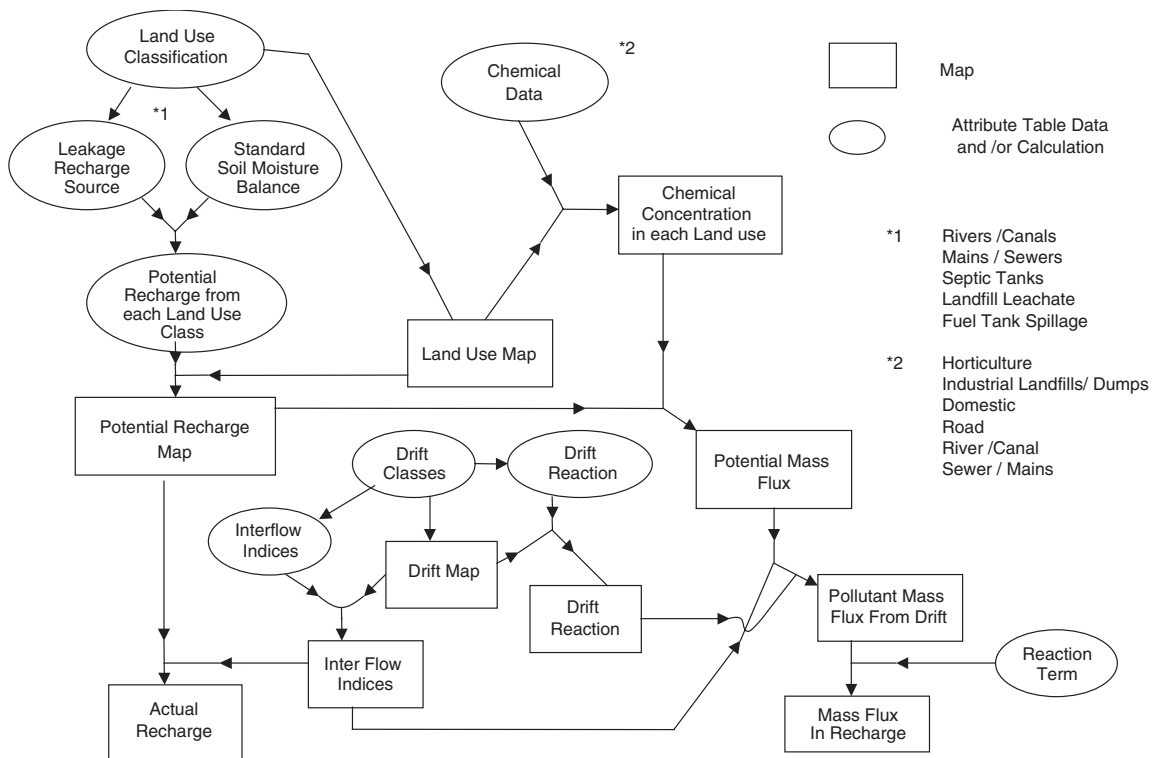 Land Use
Classification
*1
Leakage
Recharge
Source
Standard
Soil Moisture
Balance
Potential
Recharge from
each Land Use
Class
*2
Chemical
Data
Chemical
Concentration
in each Land use
Land Use Map
Potential Recharge
Map
Drift
Classes
Drift
Reaction
Potential Mass
Flux
Interflow
Indices
Drift Map
Drift
Reaction
Pollutant Mass
Flux From Drift
Inter Flow
Indices
Reaction
Term
Actual
Recharge
Mass Flux
In Recharge
Map
Attribute Table Data
and /or Calculation
*1 Rivers /Canals
Mains / Sewers
Septic Tanks
Landfill Leachate
Fuel Tank Spillage
*2 Horticulture
Industrial Landfills/ Dumps
Domestic
Road
River /Canal
Sewer / Mains